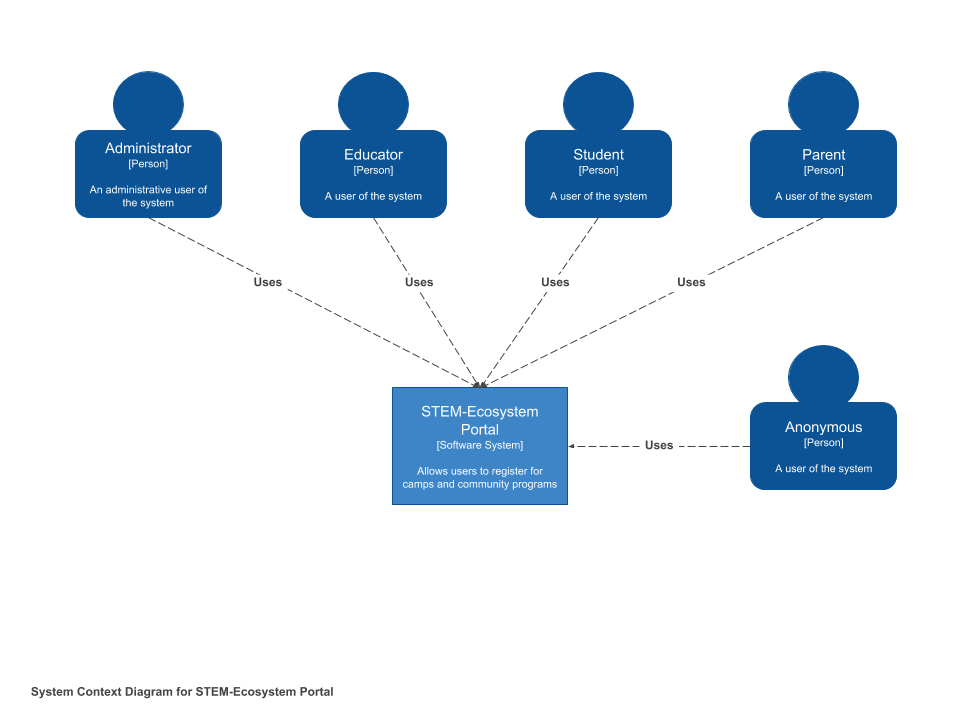 Administrator
[Person]
An administrative user of
the system
Educator
[Person]
A user of the system
Student
[Person]
A user of the system
Parent
[Person]
A user of the system
Uses
Uses
Uses
Uses
STEM-Ecosystem
Portal
[Software System]
Allows users to register for
camps and community programs
Uses
Anonymous
[Person]
A user of the system
System Context Diagram for STEM-Ecosystem Portal